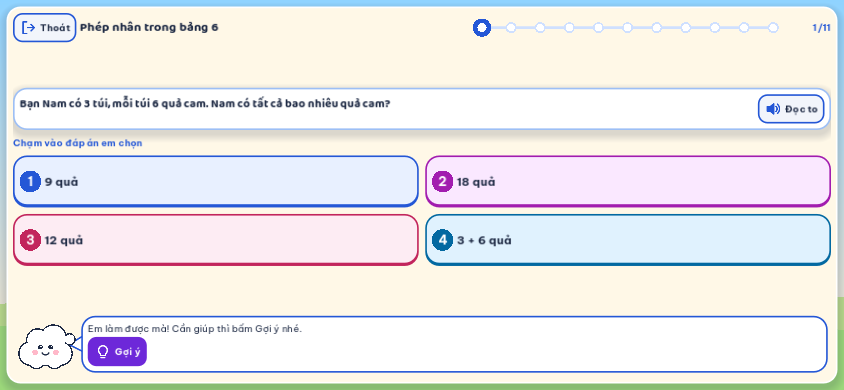 Thoát
Phép nhân trong bảng 6
1/11
Bạn Nam có 3 túi, mỗi túi 6 quả cam. Nam có tất cả bao nhiêu quả cam?
Đọc to
Chạm vào đáp án em chọn
1 9 quả
2 18 quả
3 12 quả
4 3 + 6 quả
Em làm được mà! Cần giúp thì bấm Gợi ý nhé.
Gợi ý